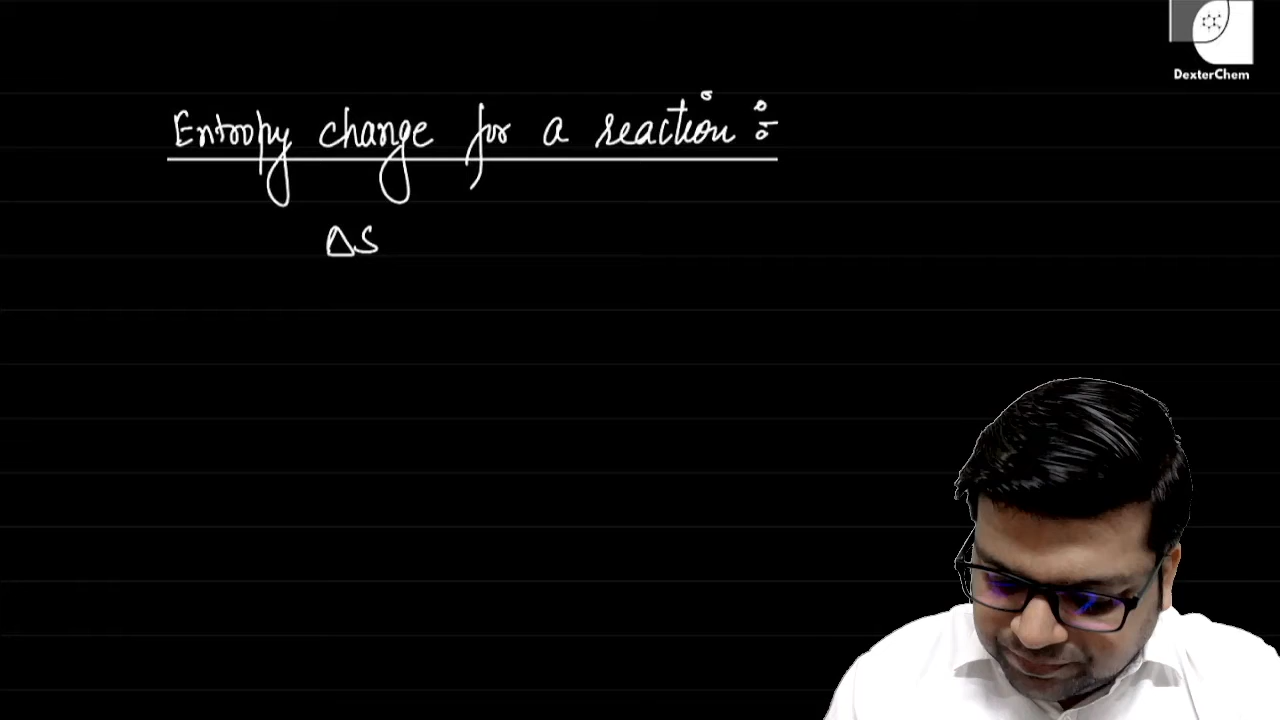 DexterChem
Entropy change for a reaction :-
ΔS